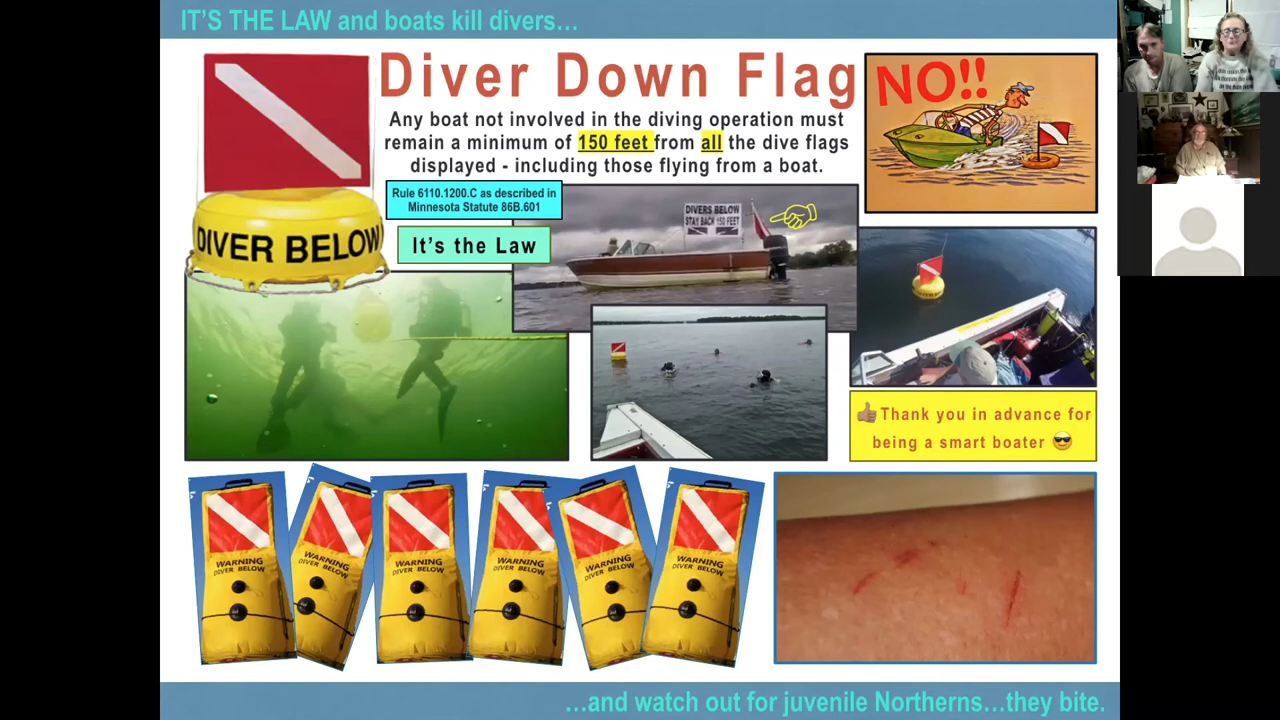 IT'S THE LAW and boats kill divers…
Diver Down Flag
NO!!
Any boat not involved in the diving operation must
remain a minimum of 150 feet from all the dive flags
displayed - including those flying from a boat.
Rule 6110.1200.C as described in
Minnesota Statute 86B.601
It's the Law
DIVER BELOW
DIVERS BELOW
STAY BACK 150 FEET
Thank you in advance for
being a smart boater
WARNING
DIVER BELOW
WARNING
DIVER BELOW
WARNING
DIVER BELOW
WARNING
DIVER BELOW
WARNING
DIVER BELOW
WARNING
DIVER BELOW
…and watch out for juvenile Northerns…they bite.